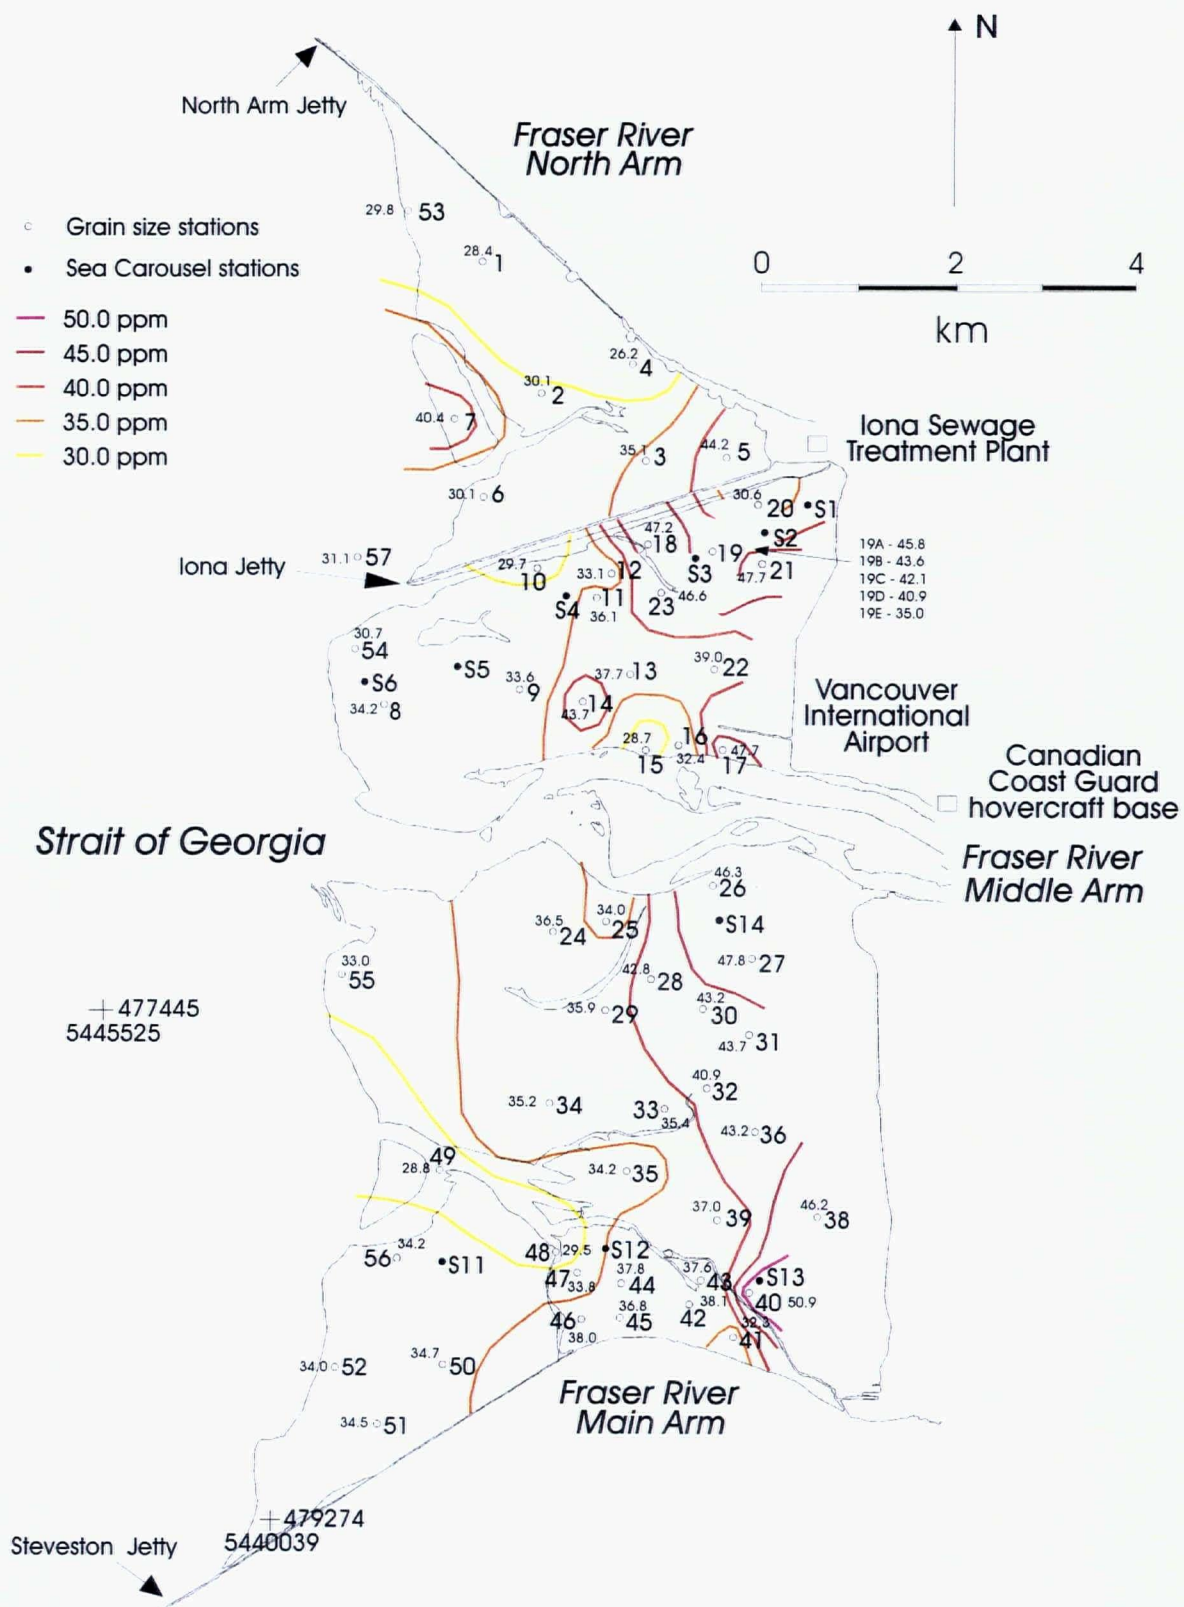 N
North Arm Jetty
Fraser River
North Arm
29.8 53
28.4 1
Grain size stations
Sea Carousel stations
0 2 4
km
50.0 ppm
45.0 ppm
40.0 ppm
35.0 ppm
30.0 ppm
26.2 4
30.1 2
40.4 7
Iona Sewage
Treatment Plant
35.1 3
44.2 5
30.1 6
30.6 20
S1
47.2 18
S2
19
S3
47.7 21
19A - 45.8
19B - 43.6
19C - 42.1
19D - 40.9
19E - 35.0
31.1 57
Iona Jetty
29.7 10
33.1 12
S4
11
36.1
23 46.6
30.7
54
S6
S5
34.2 8
33.6
9
37.7 13
39.0
22
14
43.7
Vancouver
International
Airport
28.7
15
16
32.4
47.7
17
Canadian
Coast Guard
hovercraft base
Strait of Georgia
Fraser River
Middle Arm
46.3
26
36.5
24
34.0
25
S14
33.0
55
42.8
28
47.8 27
477445
5445525
35.9 29
43.2
30
43.7 31
40.9
32
35.2 34
33
35.4
43.2 36
49
28.8
34.2 35
37.0
39
46.2
38
34.2
56
S11
48 29.5
S12
47
33.8
37.8
44
37.6
43
S13
40 50.9
46
38.0
36.8
45
42
38.1
32.3
41
34.0 52
34.7
50
34.5 51
Fraser River
Main Arm
479274
5440039
Steveston Jetty